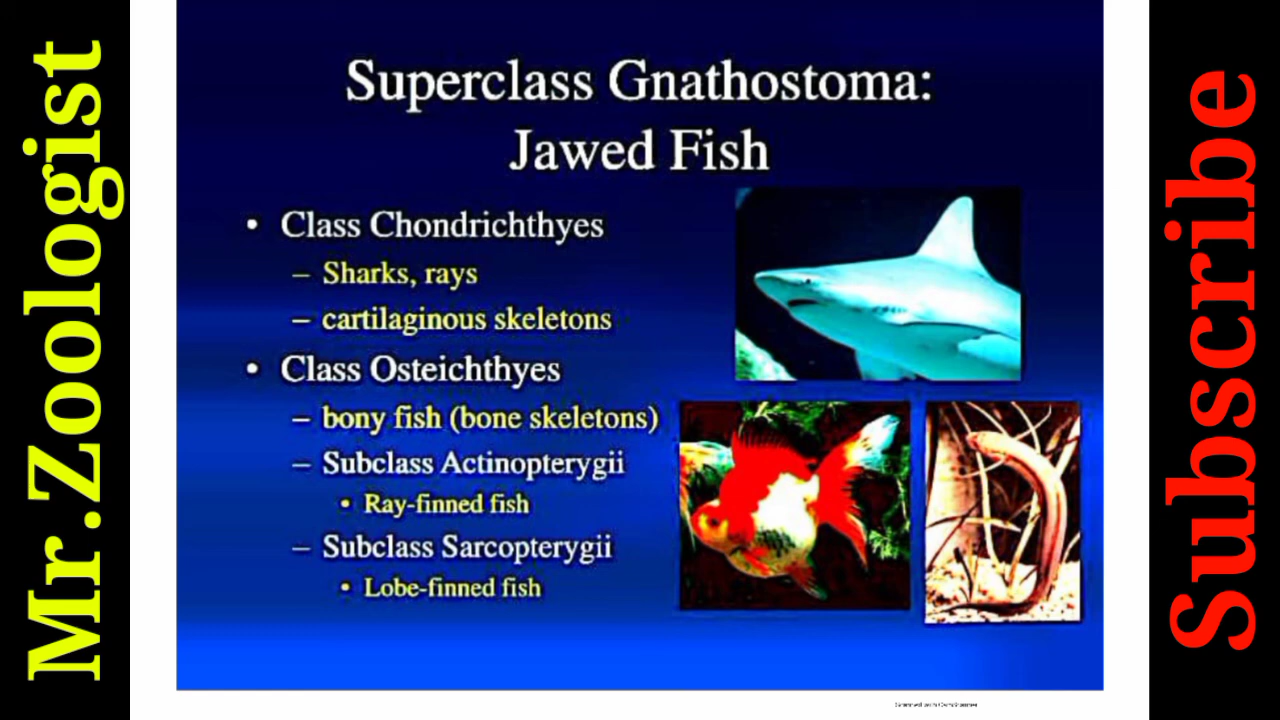 Mr.Zoologist
Superclass Gnathostoma:
Jawed Fish
• Class Chondrichthyes
– Sharks, rays
– cartilaginous skeletons
• Class Osteichthyes
– bony fish (bone skeletons)
– Subclass Actinopterygii
• Ray-finned fish
– Subclass Sarcopterygii
• Lobe-finned fish
Subscribe